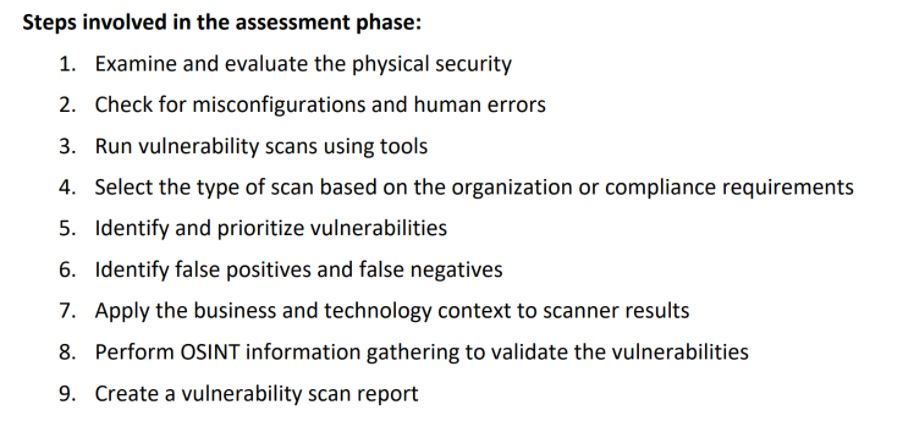 Steps involved in the assessment phase:
1. Examine and evaluate the physical security
2. Check for misconfigurations and human errors
3. Run vulnerability scans using tools
4. Select the type of scan based on the organization or compliance requirements
5. Identify and prioritize vulnerabilities
6. Identify false positives and false negatives
7. Apply the business and technology context to scanner results
8. Perform OSINT information gathering to validate the vulnerabilities
9. Create a vulnerability scan report